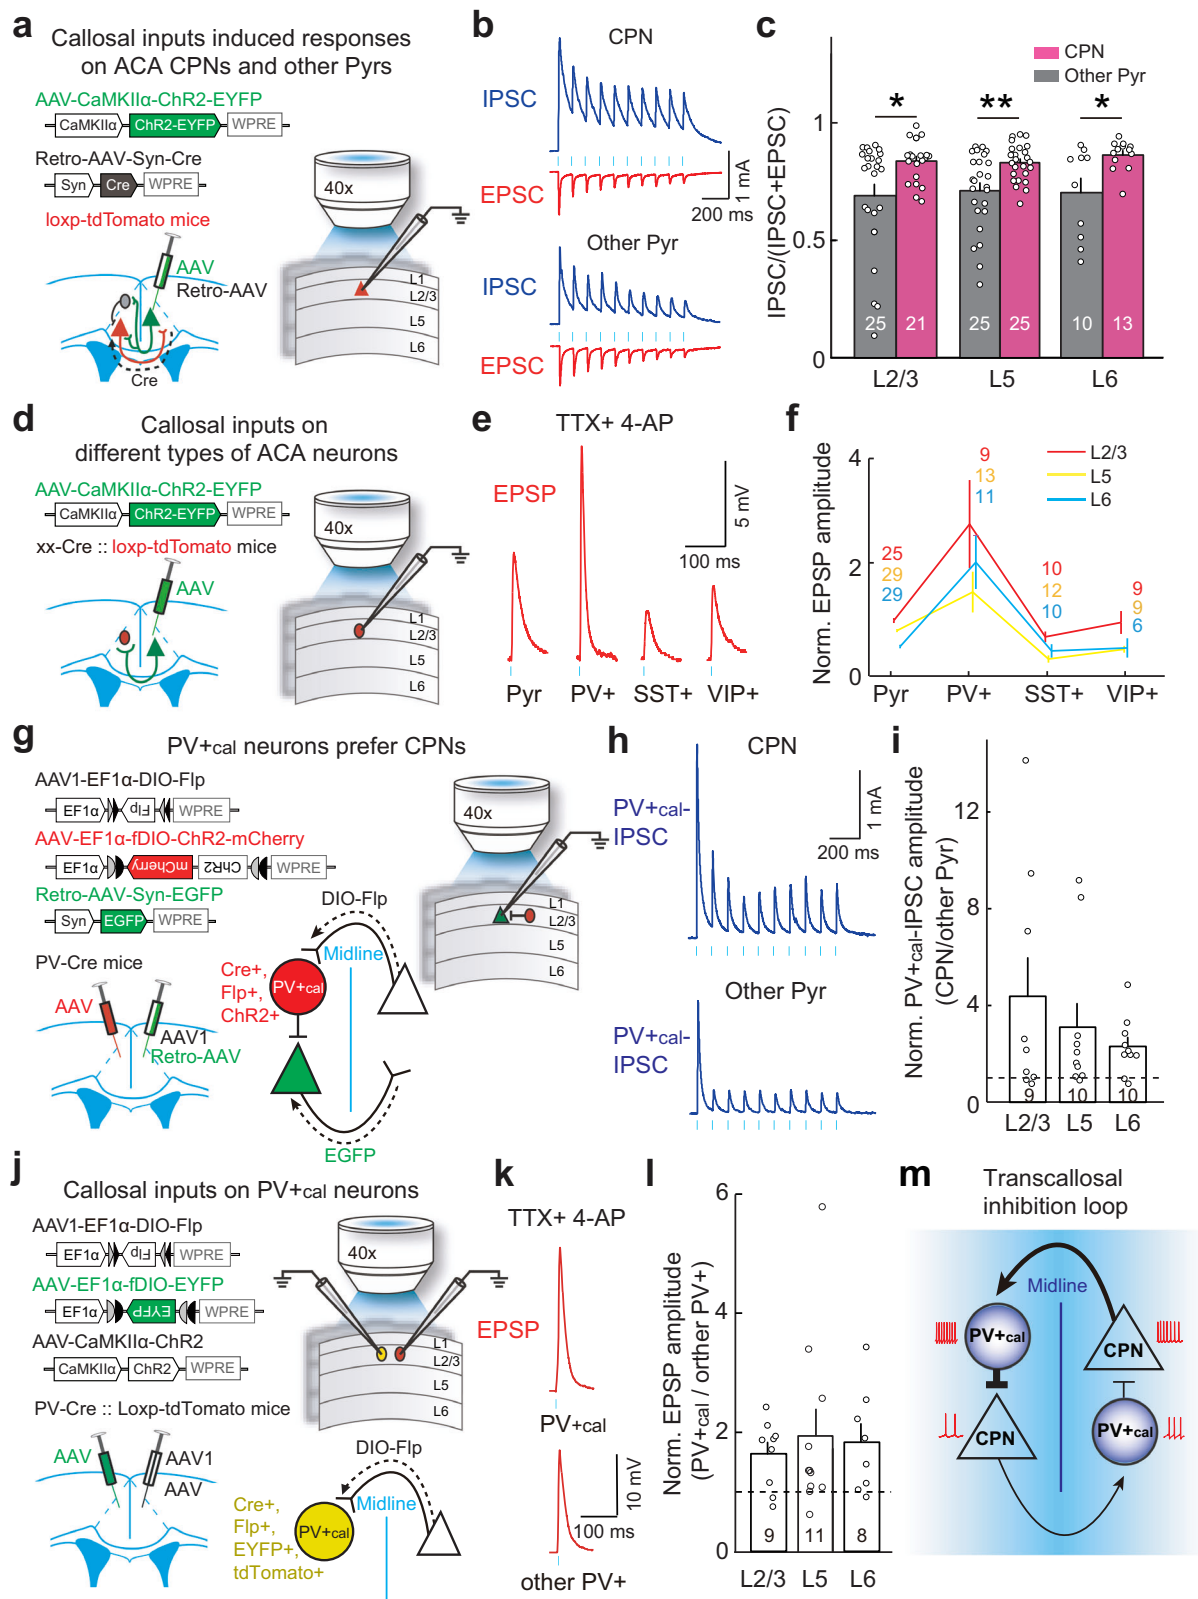 a
Callosal inputs induced responses
on ACA CPNs and other Pyrs
AAV-CaMKIIα-ChR2-EYFP
CaMKIIα ChR2-EYFP WPRE
Retro-AAV-Syn-Cre
Syn Cre WPRE
loxp-tdTomato mice
AAV
Retro-AAV
Cre
40x
L1
L2/3
L5
L6
b
CPN
IPSC
EPSC
1 mA
200 ms
Other Pyr
IPSC
EPSC
c
CPN
Other Pyr
IPSC/(IPSC+EPSC)
1
0.5
0
* ** *
25 21 25 25 10 13
L2/3 L5 L6
d
Callosal inputs on
different types of ACA neurons
AAV-CaMKIIα-ChR2-EYFP
CaMKIIα ChR2-EYFP WPRE
xx-Cre :: loxp-tdTomato mice
AAV
40x
L1
L2/3
L5
L6
e
TTX+ 4-AP
EPSP
5 mV
100 ms
Pyr PV+ SST+ VIP+
f
Norm. EPSP amplitude
4
2
0
L2/3
L5
L6
25
29
29
9
13
11
10
12
10
9
9
6
Pyr PV+ SST+ VIP+
g
PV+cal neurons prefer CPNs
AAV1-EF1α-DIO-Flp
EF1α Flp WPRE
AAV-EF1α-fDIO-ChR2-mCherry
EF1α mCherry ChR2 WPRE
Retro-AAV-Syn-EGFP
Syn EGFP WPRE
PV-Cre mice
AAV
AAV1
Retro-AAV
DIO-Flp
Midline
Cre+,
Flp+,
ChR2+
PV+cal
EGFP
40x
L1
L2/3
L5
L6
h
CPN
PV+cal-
IPSC
1 mA
200 ms
Other Pyr
PV+cal-
IPSC
i
Norm. PV+cal-IPSC amplitude
(CPN/other Pyr)
12
8
4
0
9 10 10
L2/3 L5 L6
j
Callosal inputs on PV+cal neurons
AAV1-EF1α-DIO-Flp
EF1α Flp WPRE
AAV-EF1α-fDIO-EYFP
EF1α EYFP WPRE
AAV-CaMKIIα-ChR2
CaMKIIα ChR2 WPRE
PV-Cre :: Loxp-tdTomato mice
AAV
AAV1
AAV
40x
L1
L2/3
L5
L6
DIO-Flp
Midline
Cre+,
Flp+,
EYFP+,
tdTomato+
PV+cal
k
TTX+ 4-AP
EPSP
PV+cal
10 mV
100 ms
other PV+
l
Norm. EPSP amplitude
(PV+cal / orther PV+)
6
4
2
0
9 11 8
L2/3 L5 L6
m
Transcallosal
inhibition loop
Midline
PV+cal
CPN
CPN
PV+cal